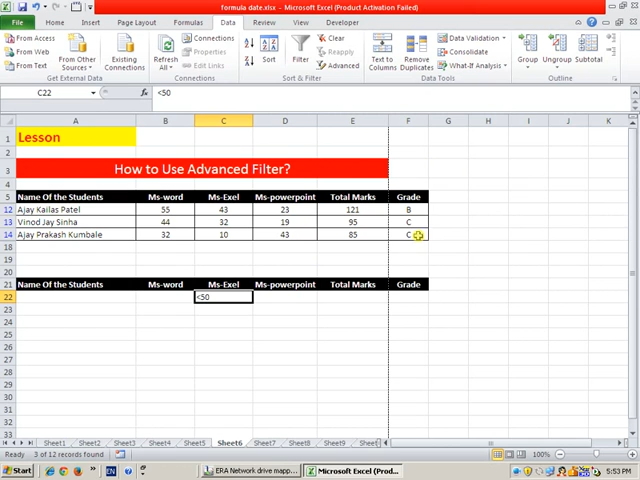 formula date.xlsx - Microsoft Excel (Product Activation Failed)
File Home Insert Page Layout Formulas Data Review View Developer
From Access
From Web
From Text
From Other Sources
Existing Connections
Get External Data
Refresh All
Connections
Properties
Edit Links
Connections
Sort
Filter
Clear
Reapply
Advanced
Sort & Filter
Text to Columns
Remove Duplicates
Data Validation
Consolidate
What-If Analysis
Data Tools
Group
Ungroup
Subtotal
Outline
C22 fx <50
A B C D E F G H I J K
1 Lesson
2
3 How to Use Advanced Filter?
4
5 Name Of the Students Ms-word Ms-Exel Ms-powerpoint Total Marks Grade
12 Ajay Kailas Patel 55 43 23 121 B
13 Vinod Jay Sinha 44 32 19 95 C
14 Ajay Prakash Kumbale 32 10 43 85 C
18
19
20
21 Name Of the Students Ms-word Ms-Exel Ms-powerpoint Total Marks Grade
22 <50
23
24
25
26
27
28
29
30
31
32
33
Sheet1 Sheet2 Sheet3 Sheet4 Sheet5 Sheet6 Sheet7 Sheet8 Sheet9
Ready 3 of 12 records found 100%
Start EN ERA Network drive mapp... Microsoft Excel (Prod... 5:53 PM